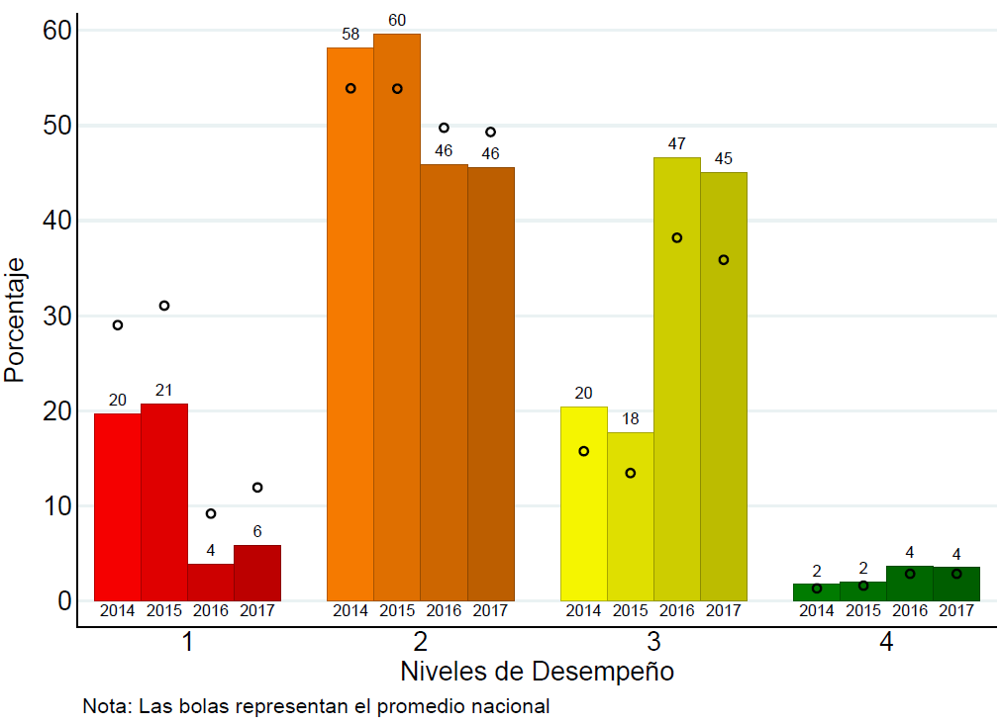 60
50
40
30
20
10
0
Porcentaje
20 21 4 6
58 60 46 46
20 18 47 45
2 2 4 4
2014 2015 2016 2017 2014 2015 2016 2017 2014 2015 2016 2017 2014 2015 2016 2017
1 2 3 4
Niveles de Desempeño
Nota: Las bolas representan el promedio nacional